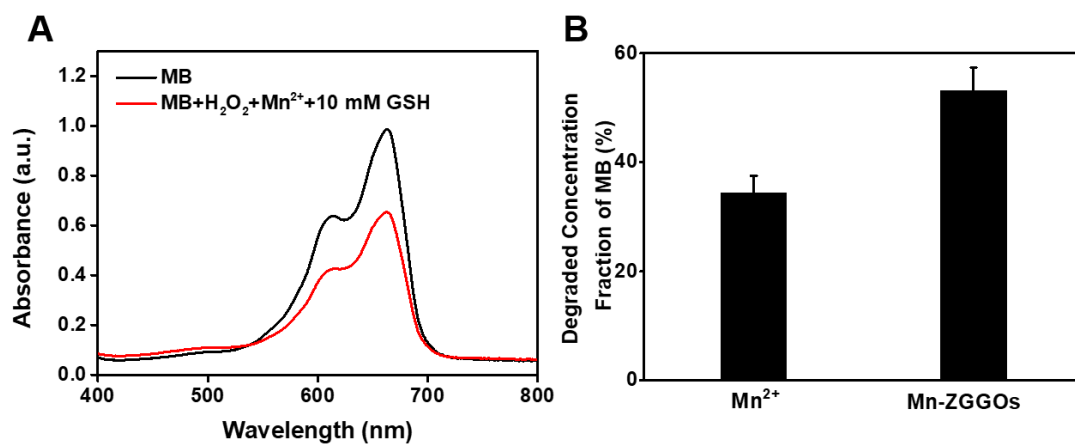 A
1.2
1.0
0.8
0.6
0.4
0.2
0.0
Absorbance (a.u.)
MB
MB+H₂O₂+Mn²⁺+10 mM GSH
400
500
600
700
800
Wavelength (nm)
B
60
40
20
0
Degraded Concentration
Fraction of MB (%)
Mn²⁺
Mn-ZGGOs